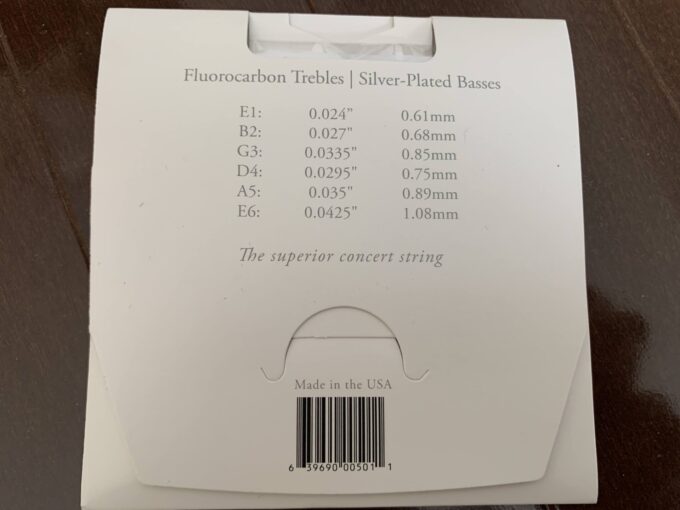 Fluorocarbon Trebles | Silver-Plated Basses
E1: 0.024" 0.61mm
B2: 0.027" 0.68mm
G3: 0.0335" 0.85mm
D4: 0.0295" 0.75mm
A5: 0.035" 0.89mm
E6: 0.0425" 1.08mm
The superior concert string
Made in the USA
6 39690 00501 1